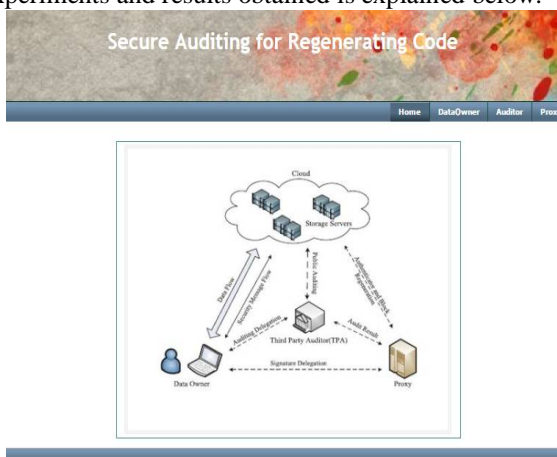 periments and results obtained is explained below.
Secure Auditing for Regenerating Code
Home DataOwner Auditor Prox
Cloud
Storage Servers
Data Flow
Security Message Flow
Public Auditing
Authenticator and Block
Regeneration
Auditing Delegation
Third Party Auditor(TPA)
Audit Result
Signature Delegation
Data Owner
Proxy